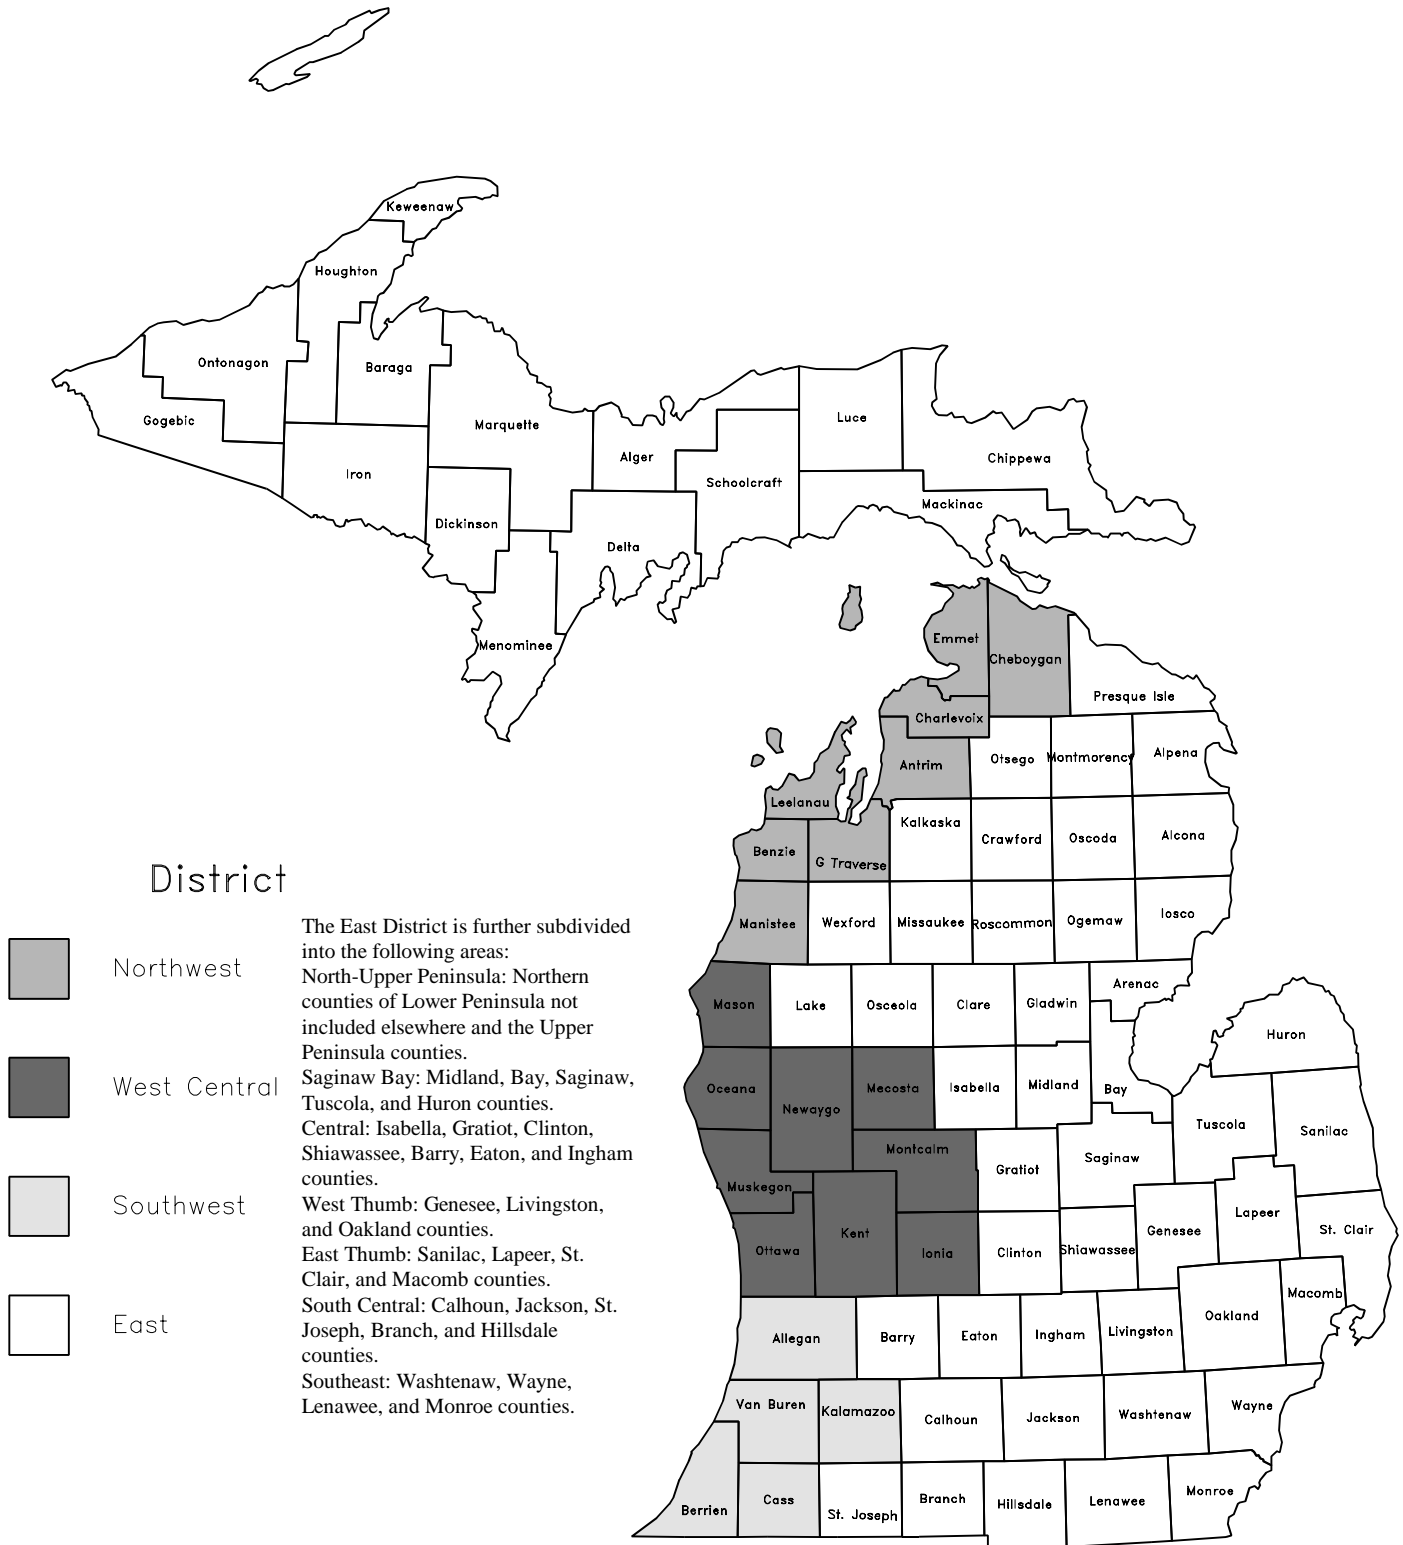 Keweenaw
Houghton
Ontonagon
Baraga
Gogebic
Marquette
Luce
Iron
Alger
Chippewa
Schoolcraft
Mackinac
Dickinson
Delta
Menominee
Emmet
Cheboygan
Presque Isle
Charlevoix
Antrim
Otsego
Montmorency
Alpena
Leelanau
Kalkaska
Crawford
Oscoda
Alcona
Benzie
G Traverse
Manistee
Wexford
Missaukee
Roscommon
Ogemaw
Iosco
Mason
Lake
Osceola
Clare
Gladwin
Arenac
Huron
Oceana
Newaygo
Mecosta
Isabella
Midland
Bay
Tuscola
Sanilac
Montcalm
Gratiot
Saginaw
Muskegon
Kent
Ottawa
Ionia
Clinton
Shiawassee
Genesee
Lapeer
St. Clair
Allegan
Barry
Eaton
Ingham
Livingston
Oakland
Macomb
Van Buren
Kalamazoo
Calhoun
Jackson
Washtenaw
Wayne
Berrien
Cass
St. Joseph
Branch
Hillsdale
Lenawee
Monroe
District
Northwest
West Central
Southwest
East
The East District is further subdivided
into the following areas:
North-Upper Peninsula: Northern
counties of Lower Peninsula not
included elsewhere and the Upper
Peninsula counties.
Saginaw Bay: Midland, Bay, Saginaw,
Tuscola, and Huron counties.
Central: Isabella, Gratiot, Clinton,
Shiawassee, Barry, Eaton, and Ingham
counties.
West Thumb: Genesee, Livingston,
and Oakland counties.
East Thumb: Sanilac, Lapeer, St.
Clair, and Macomb counties.
South Central: Calhoun, Jackson, St.
Joseph, Branch, and Hillsdale
counties.
Southeast: Washtenaw, Wayne,
Lenawee, and Monroe counties.